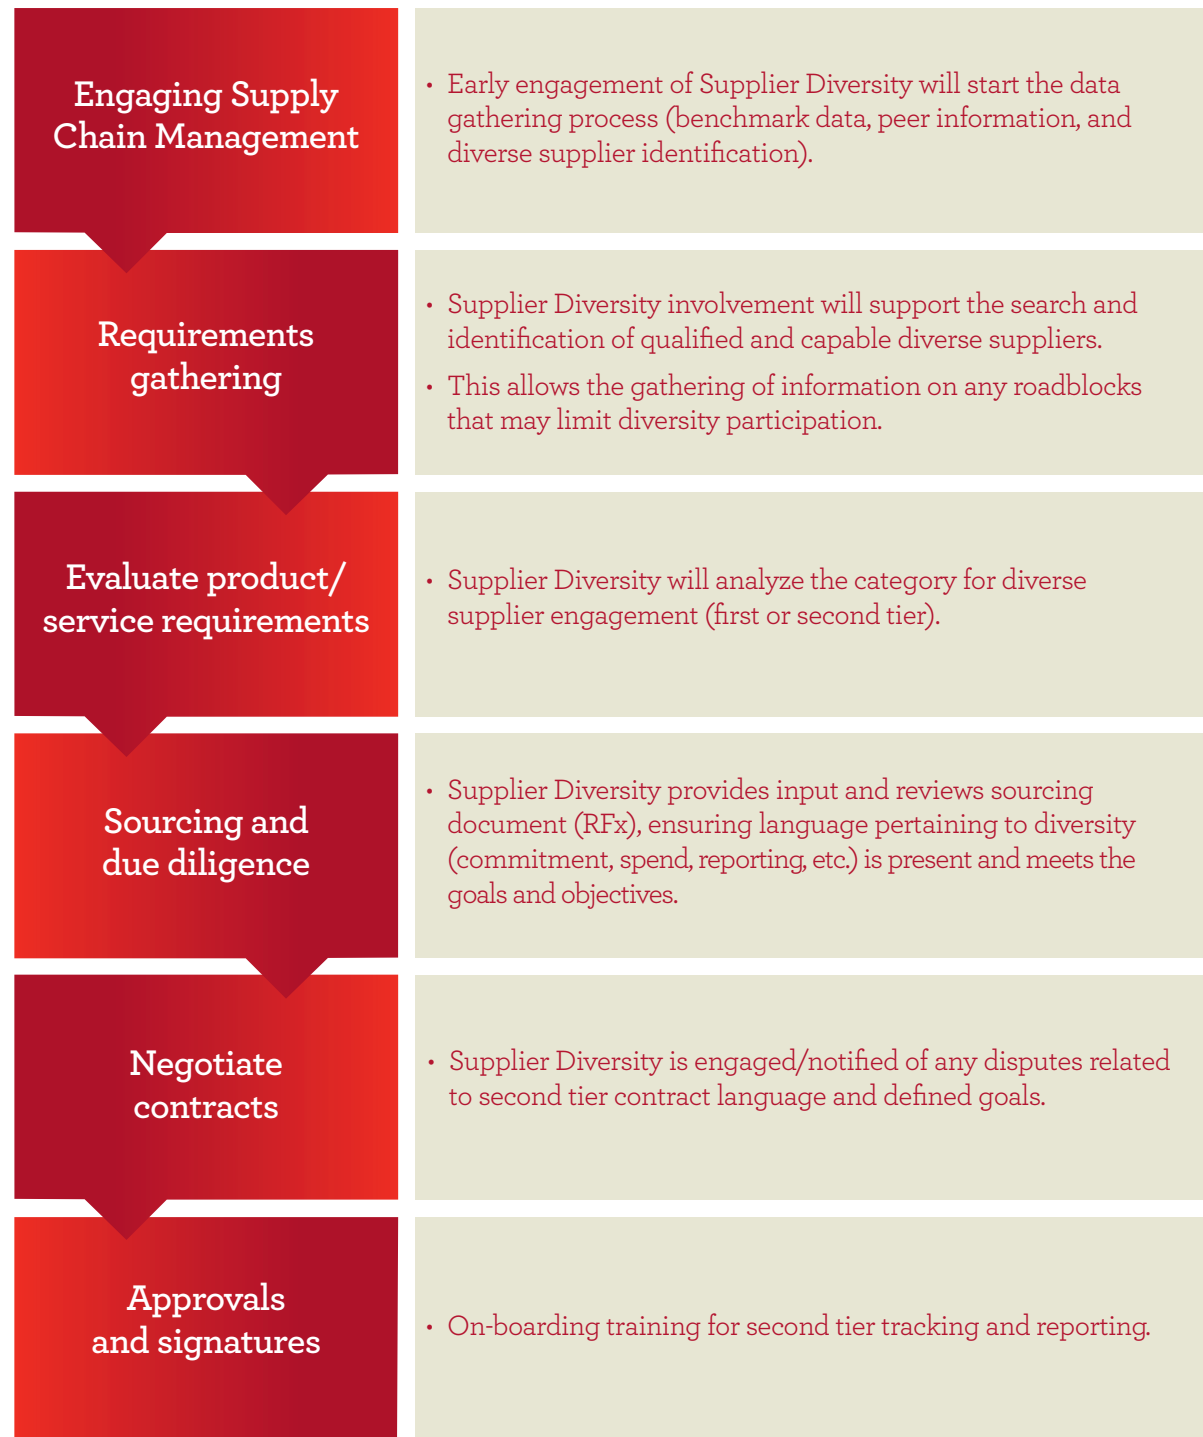 Engaging Supply
Chain Management
• Early engagement of Supplier Diversity will start the data
gathering process (benchmark data, peer information, and
diverse supplier identification).
Requirements
gathering
• Supplier Diversity involvement will support the search and
identification of qualified and capable diverse suppliers.
• This allows the gathering of information on any roadblocks
that may limit diversity participation.
Evaluate product/
service requirements
• Supplier Diversity will analyze the category for diverse
supplier engagement (first or second tier).
Sourcing and
due diligence
• Supplier Diversity provides input and reviews sourcing
document (RFx), ensuring language pertaining to diversity
(commitment, spend, reporting, etc.) is present and meets the
goals and objectives.
Negotiate
contracts
• Supplier Diversity is engaged/notified of any disputes related
to second tier contract language and defined goals.
Approvals
and signatures
• On-boarding training for second tier tracking and reporting.